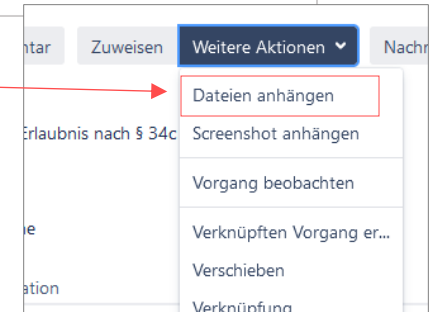 ntar Zuweisen Weitere Aktionen Nachr
Dateien anhängen
Erlaubnis nach § 34c Screenshot anhängen
Vorgang beobachten
ne Verknüpften Vorgang er...
Verschieben
ation
Verknüpfung